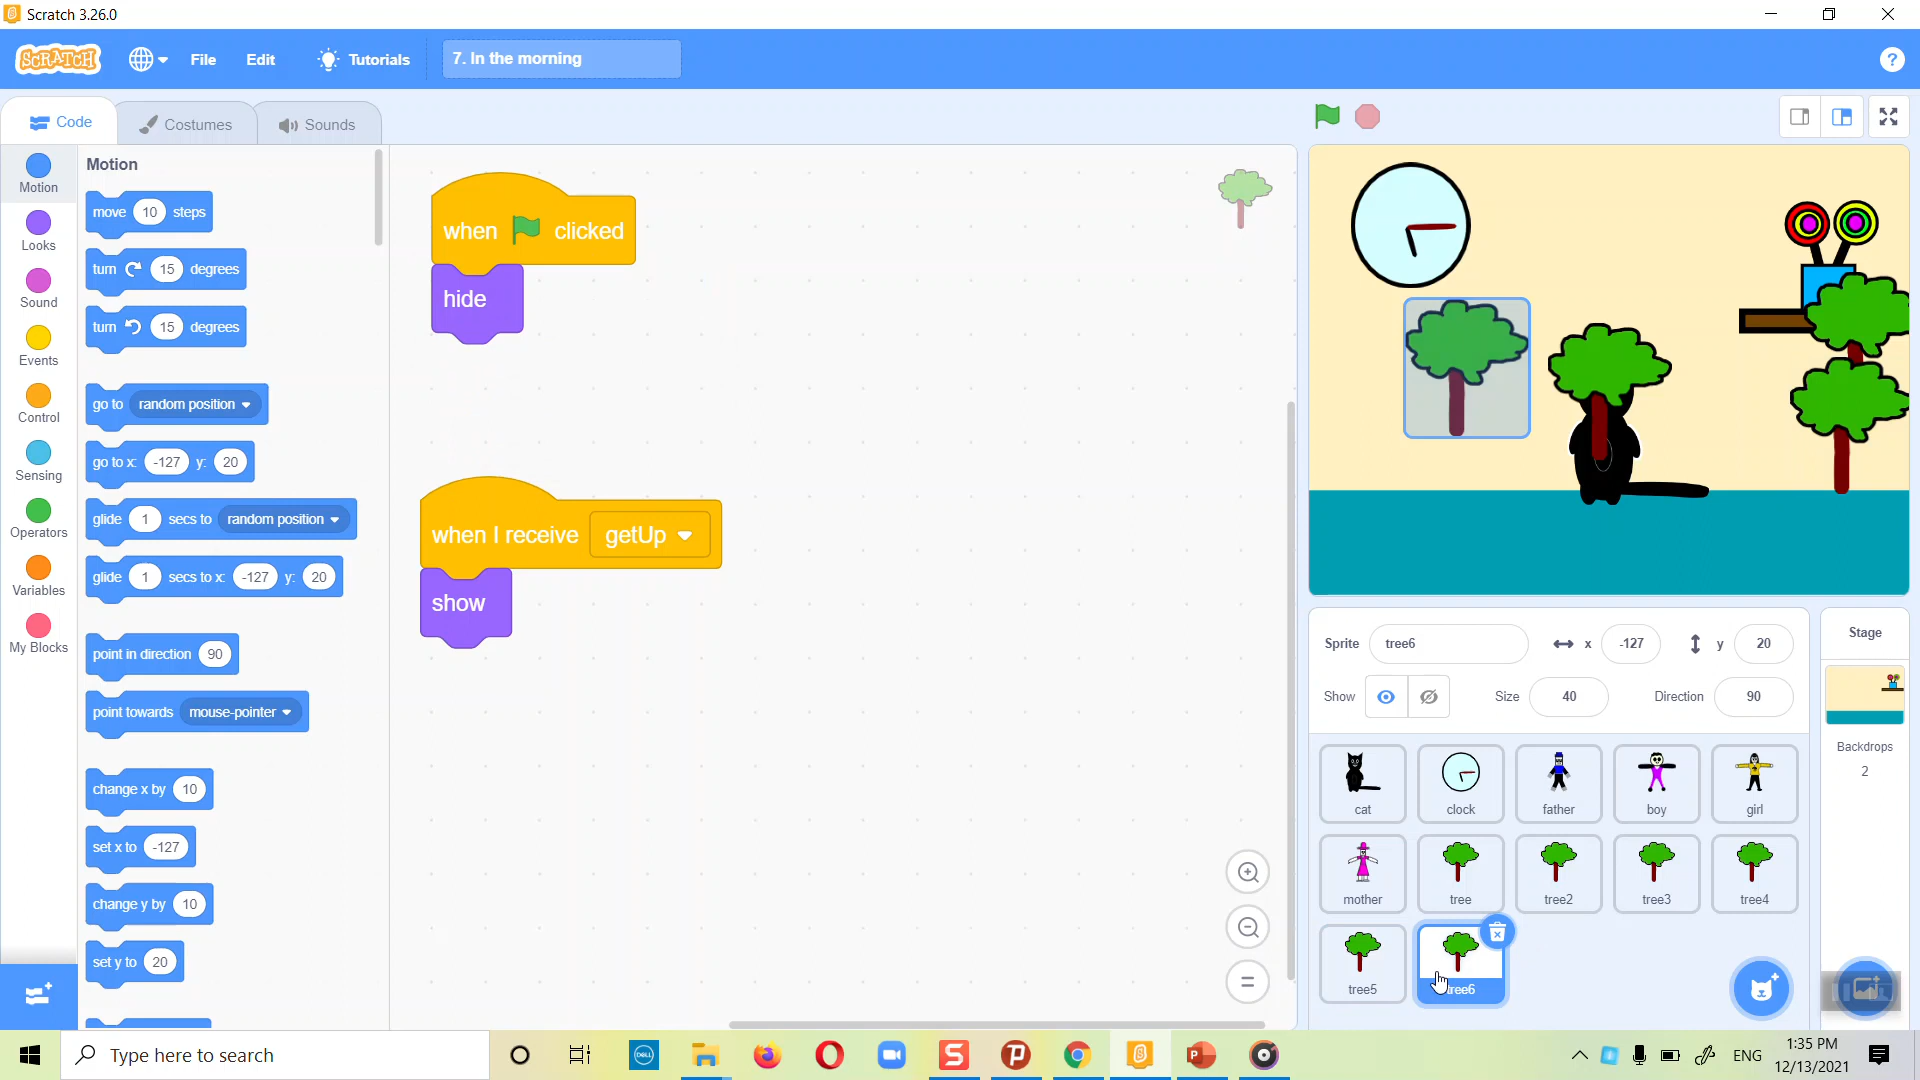 Scratch 3.26.0
SCRATCH
File
Edit
Tutorials
7. In the morning
?
Code
Costumes
Sounds
Motion
Looks
Sound
Events
Control
Sensing
Operators
Variables
My Blocks
Motion
move 10 steps
turn 15 degrees
turn 15 degrees
go to random position
go to x: -127 y: 20
glide 1 secs to random position
glide 1 secs to x: -127 y: 20
point in direction 90
point towards mouse-pointer
change x by 10
set x to -127
change y by 10
set y to 20
when clicked
hide
when I receive getUp
show
Sprite tree6 x -127 y 20
Show Size 40 Direction 90
cat clock father boy girl
mother tree tree2 tree3 tree4
tree5 tree6
Stage
Backdrops
2
Type here to search
DELL
ENG
1:35 PM
12/13/2021